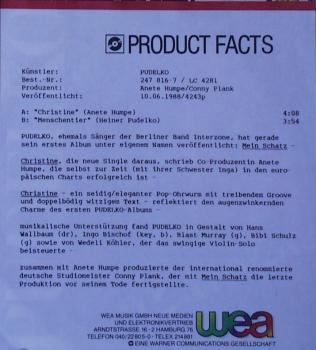 PRODUCT FACTS
Künstler: PUDELKO
Best.-Nr.: 247 816-7 / LC 4281
Produzent: Anete Humpe/Conny Plank
Veröffentlicht: 10.06.1988/4243p
A: "Christine" (Anete Humpe) 4:08
B: "Menschentier" (Heiner Pudelko) 3:54
PUDELKO, ehemals Sänger der Berliner Band Interzone, hat gerade
sein erstes Album unter eigenem Namen veröffentlicht: Mein Schatz -
Christine, die neue Single daraus, schrieb Co-Produzentin Anete
Humpe, die selbst zur Zeit (mit ihrer Schwester Inga) in den euro-
päischen Charts erfolgreich ist -
Christine - ein seidig/eleganter Pop-Ohrwurm mit treibenden Groove
und doppelbödig witzigem Text - reflektiert den augenzwinkernden
Charme des ersten PUDELKO-Albums -
musikalische Unterstützung fand PUDELKO in Gestalt von Hans
Wallbaum (dr), Ingo Bischof (key, b), Hlast Murray (g), Bibi Schulz
(g) sowie von Wedeli Köhler, der das swingige Violin-Solo
beisteuerte -
zusammen mit Anete Humpe produzierte der international renommierte
deutsche Studiomeister Conny Plank, der mit Mein Schatz die letzte
Produktion vor seinem Tode fertigstellte.
WEA MUSIK GMBH NEUE MEDIEN
UND ELEKTRONIKVERTRIEB
ARNDTSTRASSE 16 · 2 HAMBURG 76
TELEFON 040/22805-0 · TELEX 214801
EINE WARNER COMMUNICATIONS GESELLSCHAFT
wea